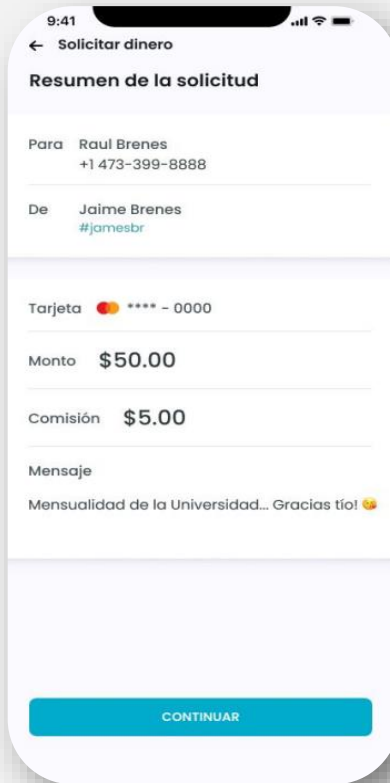 9:41
← Solicitar dinero
Resumen de la solicitud
Para Raul Brenes
+1 473-399-8888
De Jaime Brenes
#jamesbr
Tarjeta **** - 0000
Monto $50.00
Comisión $5.00
Mensaje
Mensualidad de la Universidad... Gracias tío! 😘
CONTINUAR